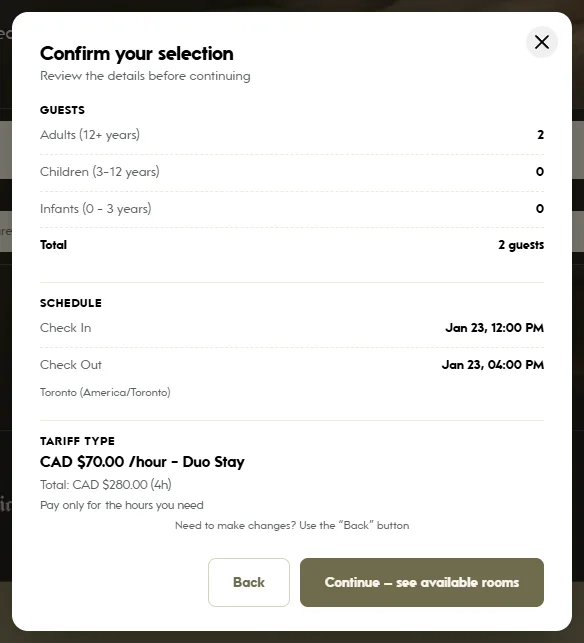 Confirm your selection
Review the details before continuing
GUESTS
Adults (12+ years) 2
Children (3-12 years) 0
Infants (0 - 3 years) 0
Total 2 guests
SCHEDULE
Check In Jan 23, 12:00 PM
Check Out Jan 23, 04:00 PM
Toronto (America/Toronto)
TARIFF TYPE
CAD $70.00 /hour - Duo Stay
Total: CAD $280.00 (4h)
Pay only for the hours you need
Need to make changes? Use the “Back” button
Back Continue — see available rooms